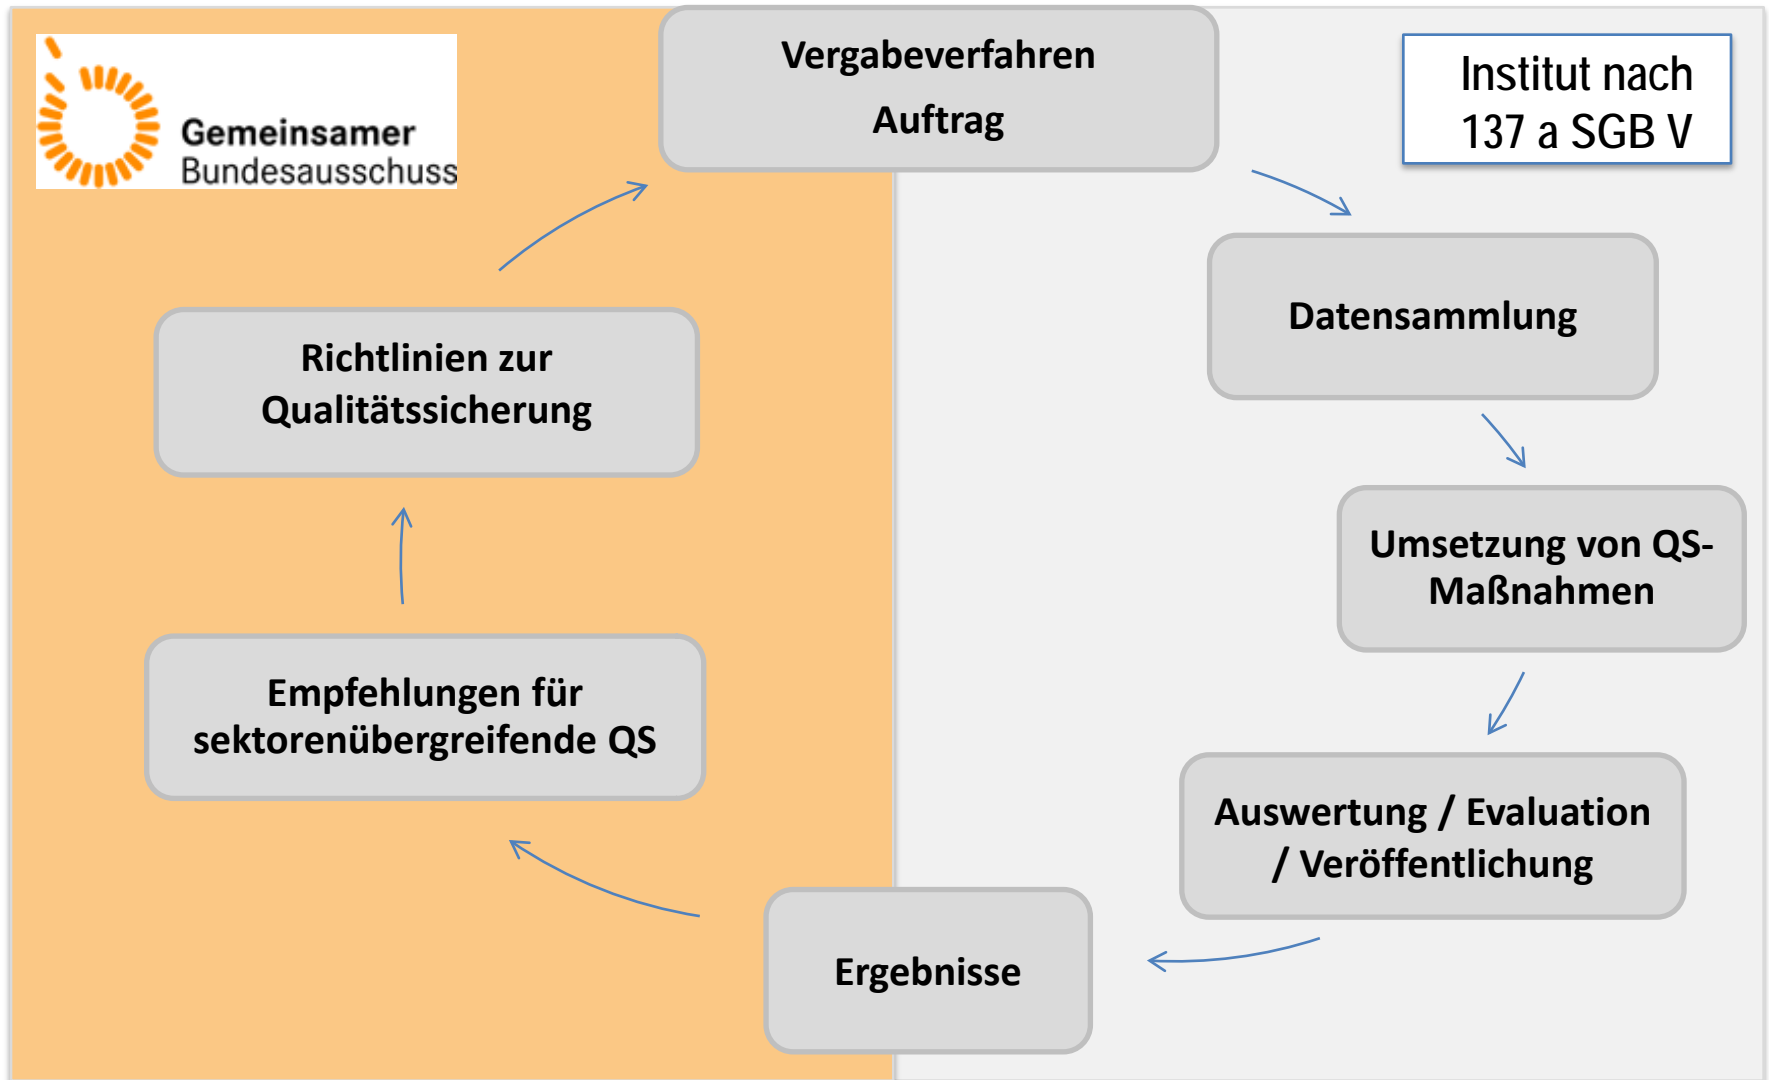 Gemeinsamer
Bundesausschuss
Vergabeverfahren
Auftrag
Institut nach
137 a SGB V
Datensammlung
Umsetzung von QS-
Maßnahmen
Auswertung / Evaluation
/ Veröffentlichung
Ergebnisse
Empfehlungen für
sektorenübergreifende QS
Richtlinien zur
Qualitätssicherung